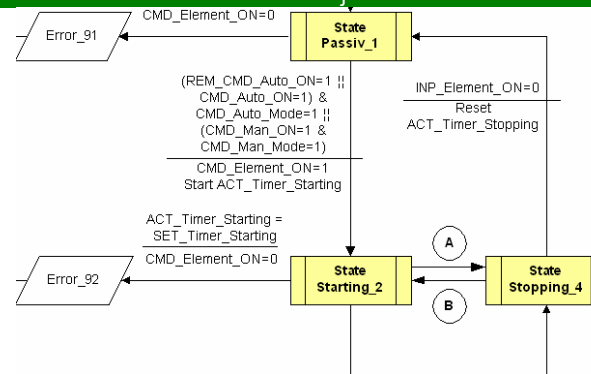 CMD_Element_ON=0
Error_91
State
Passiv_1
(REM_CMD_Auto_ON=1 ||
CMD_Auto_ON=1) &
CMD_Auto_Mode=1 ||
(CMD_Man_ON=1 &
CMD_Man_Mode=1)
CMD_Element_ON=1
Start ACT_Timer_Starting
INP_Element_ON=0
Reset
ACT_Timer_Stopping
ACT_Timer_Starting =
SET_Timer_Starting
CMD_Element_ON=0
Error_92
State
Starting_2
A
B
State
Stopping_4